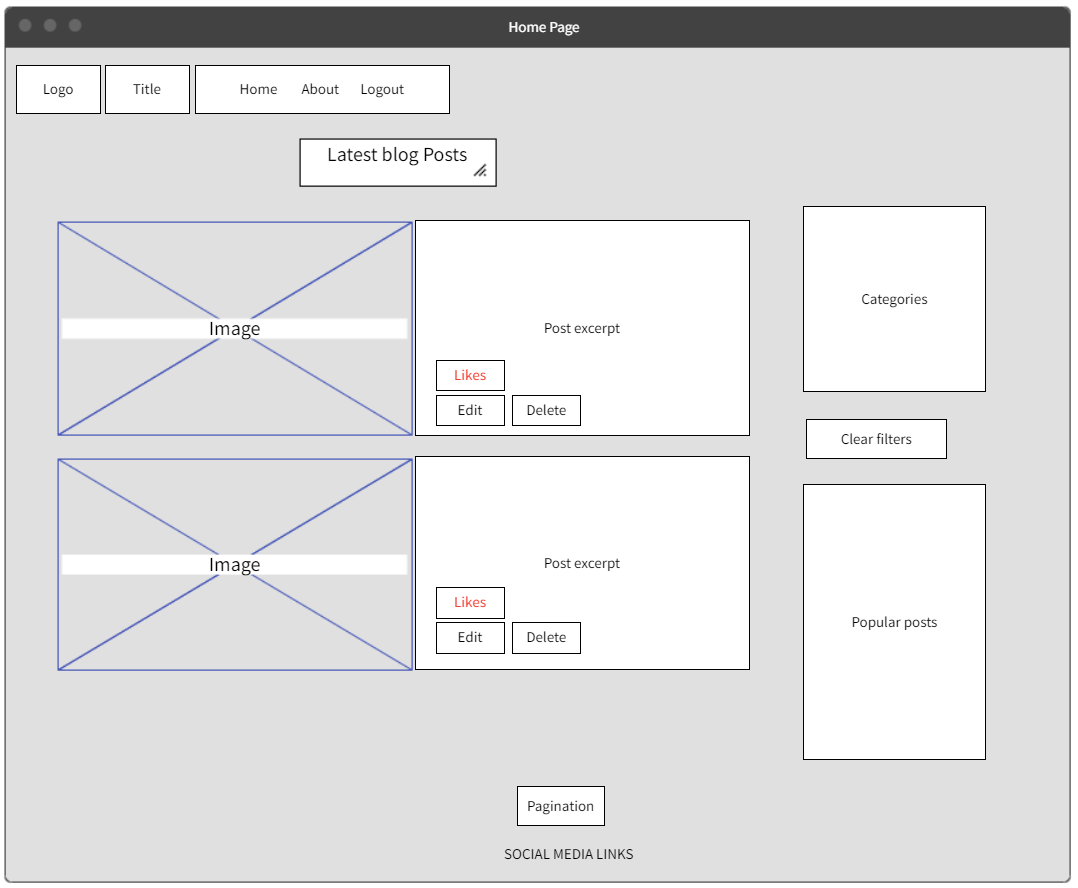 Home Page
Logo
Title
Home About Logout
Latest blog Posts
Image
Post excerpt
Likes
Edit
Delete
Categories
Clear filters
Image
Post excerpt
Likes
Edit
Delete
Popular posts
Pagination
SOCIAL MEDIA LINKS